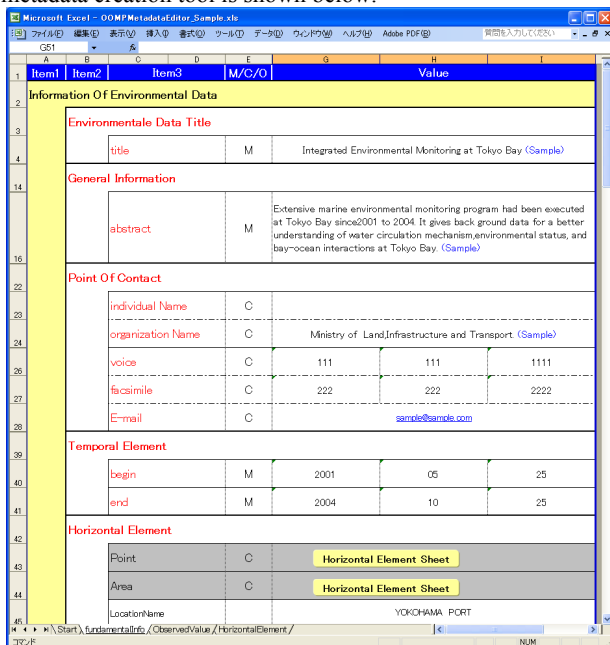 metadata creation tool is shown below.
Microsoft Excel - OOMPMetadataEditor_Sample.xls
ファイル(F) 編集(E) 表示(V) 挿入(I) 書式(O) ツール(T) データ(D) ウィンドウ(W) ヘルプ(H) Adobe PDF(B) 質問を入力してください
G51
A B C D E G H I
1 Item1 Item2 Item3 M/C/O Value
2 Information Of Environmental Data
3 Environmentale Data Title
4 title M Integrated Environmental Monitoring at Tokyo Bay (Sample)
14 General Information
Extensive marine environmental monitoring program had been executed
at Tokyo Bay since2001 to 2004. It gives back ground data for a better
16 abstract M understanding of water circulation mechanism,environmental status, and
bay-ocean interactions at Tokyo Bay. (Sample)
22 Point Of Contact
23 individual Name C
24 organization Name C Ministry of Land,Infrastructure and Transport (Sample)
26 voice C 111 111 1111
27 facsimile C 222 222 2222
28 E-mail C sample@sample.com
39 Temporal Element
40 begin M 2001 05 25
41 end M 2004 10 25
42 Horizontal Element
43 Point C Horizontal Element Sheet
44 Area C Horizontal Element Sheet
45 LocationName YOKOHAMA PORT
Start fundamentalInfo ObservedValue HorizontalElement
コマンド NUM